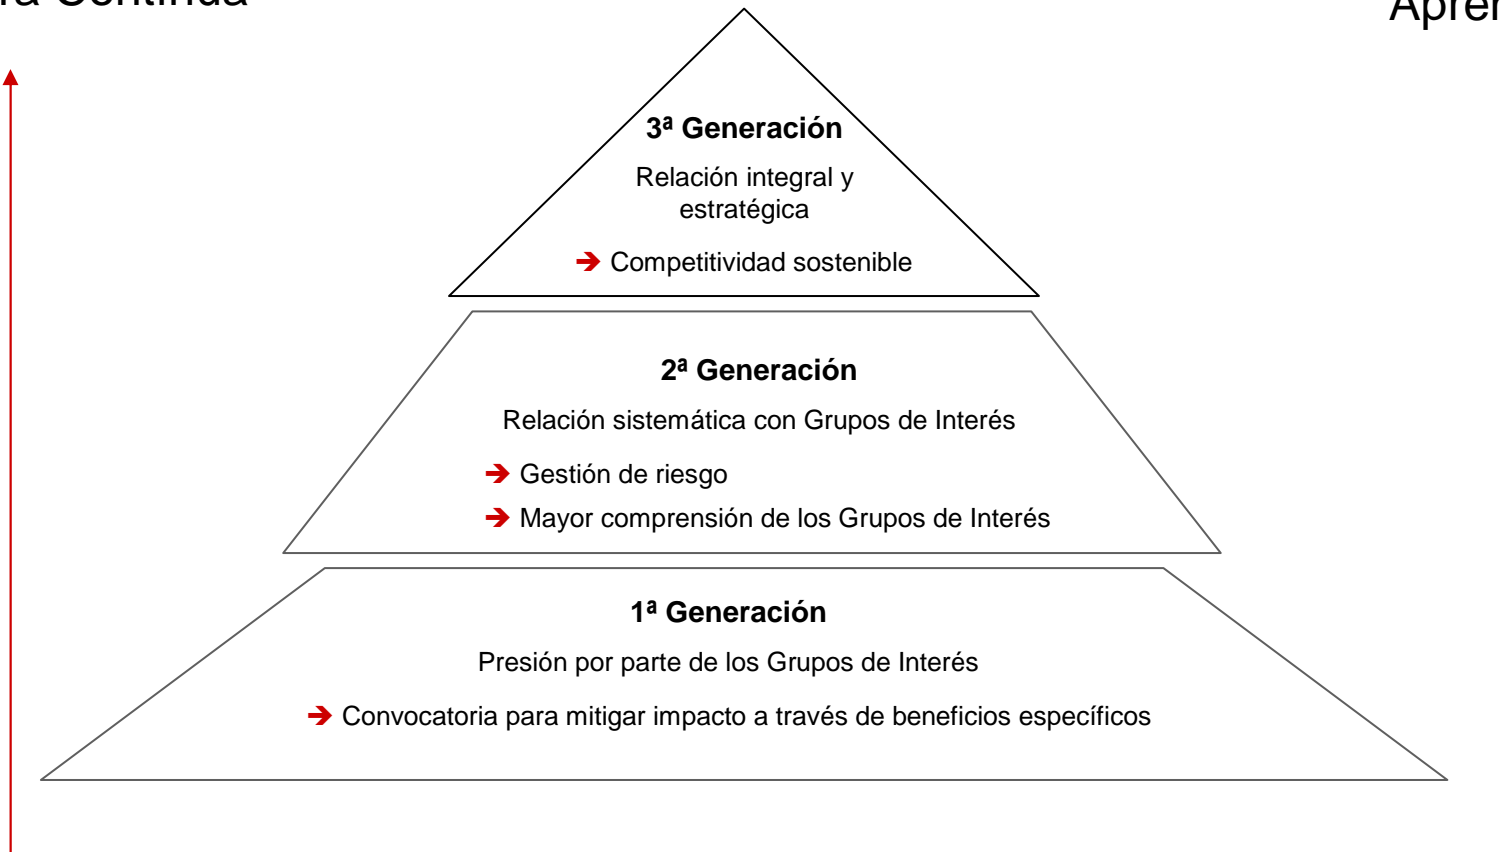 Continua
3ª Generación
Relación integral y
estratégica
➔ Competitividad sostenible
2ª Generación
Relación sistemática con Grupos de Interés
➔ Gestión de riesgo
➔ Mayor comprensión de los Grupos de Interés
1ª Generación
Presión por parte de los Grupos de Interés
➔ Convocatoria para mitigar impacto a través de beneficios específicos